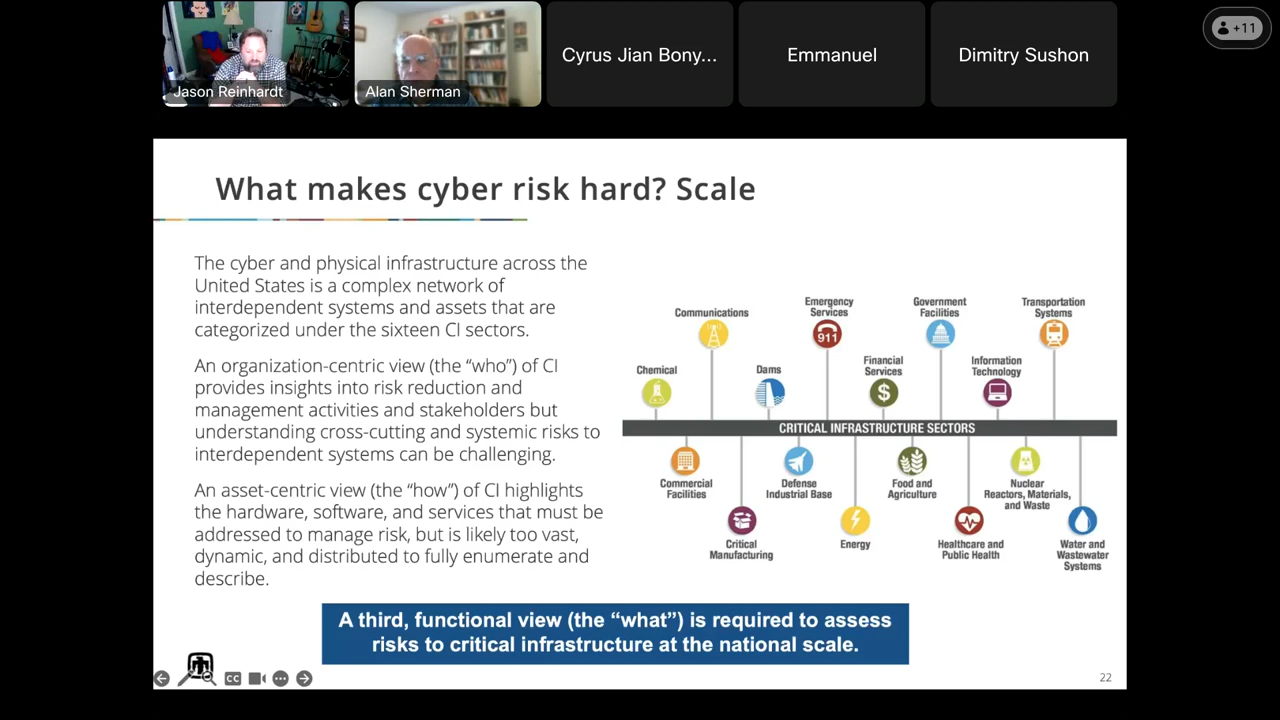 Jason Reinhardt
Alan Sherman
Cyrus Jian Bony...
Emmanuel
Dimitry Sushon
+11
What makes cyber risk hard? Scale
The cyber and physical infrastructure across the
United States is a complex network of
interdependent systems and assets that are
categorized under the sixteen CI sectors.
An organization-centric view (the “who”) of CI
provides insights into risk reduction and
management activities and stakeholders but
understanding cross-cutting and systemic risks to
interdependent systems can be challenging.
An asset-centric view (the “how”) of CI highlights
the hardware, software, and services that must be
addressed to manage risk, but is likely too vast,
dynamic, and distributed to fully enumerate and
describe.
Communications
Emergency
Services
911
Government
Facilities
Transportation
Systems
Chemical
Dams
Financial
Services
$
Information
Technology
CRITICAL INFRASTRUCTURE SECTORS
Commercial
Facilities
Defense
Industrial Base
Food and
Agriculture
Nuclear
Reactors, Materials,
and Waste
Critical
Manufacturing
Energy
Healthcare and
Public Health
Water and
Wastewater
Systems
A third, functional view (the “what”) is required to assess
risks to critical infrastructure at the national scale.
CC
22